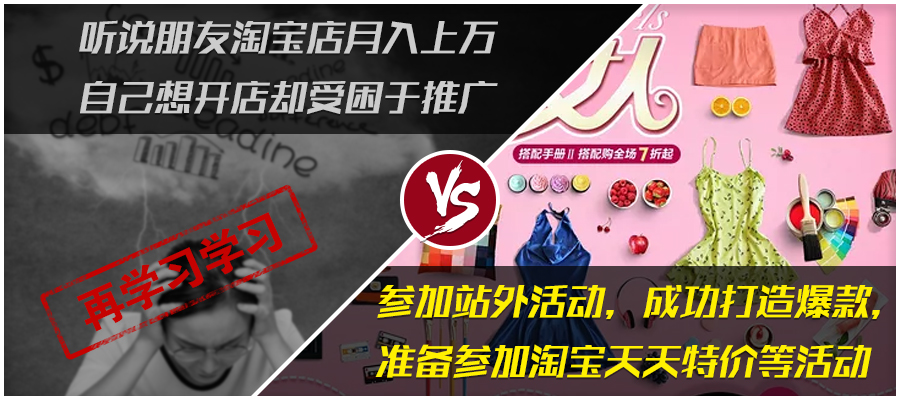 听说朋友淘宝店月入上万
自己想开店却受困于推广
debt
再学习学习
VS
搭配手册 II 搭配购全场7折起
参加站外活动，成功打造爆款，
准备参加淘宝天天特价等活动